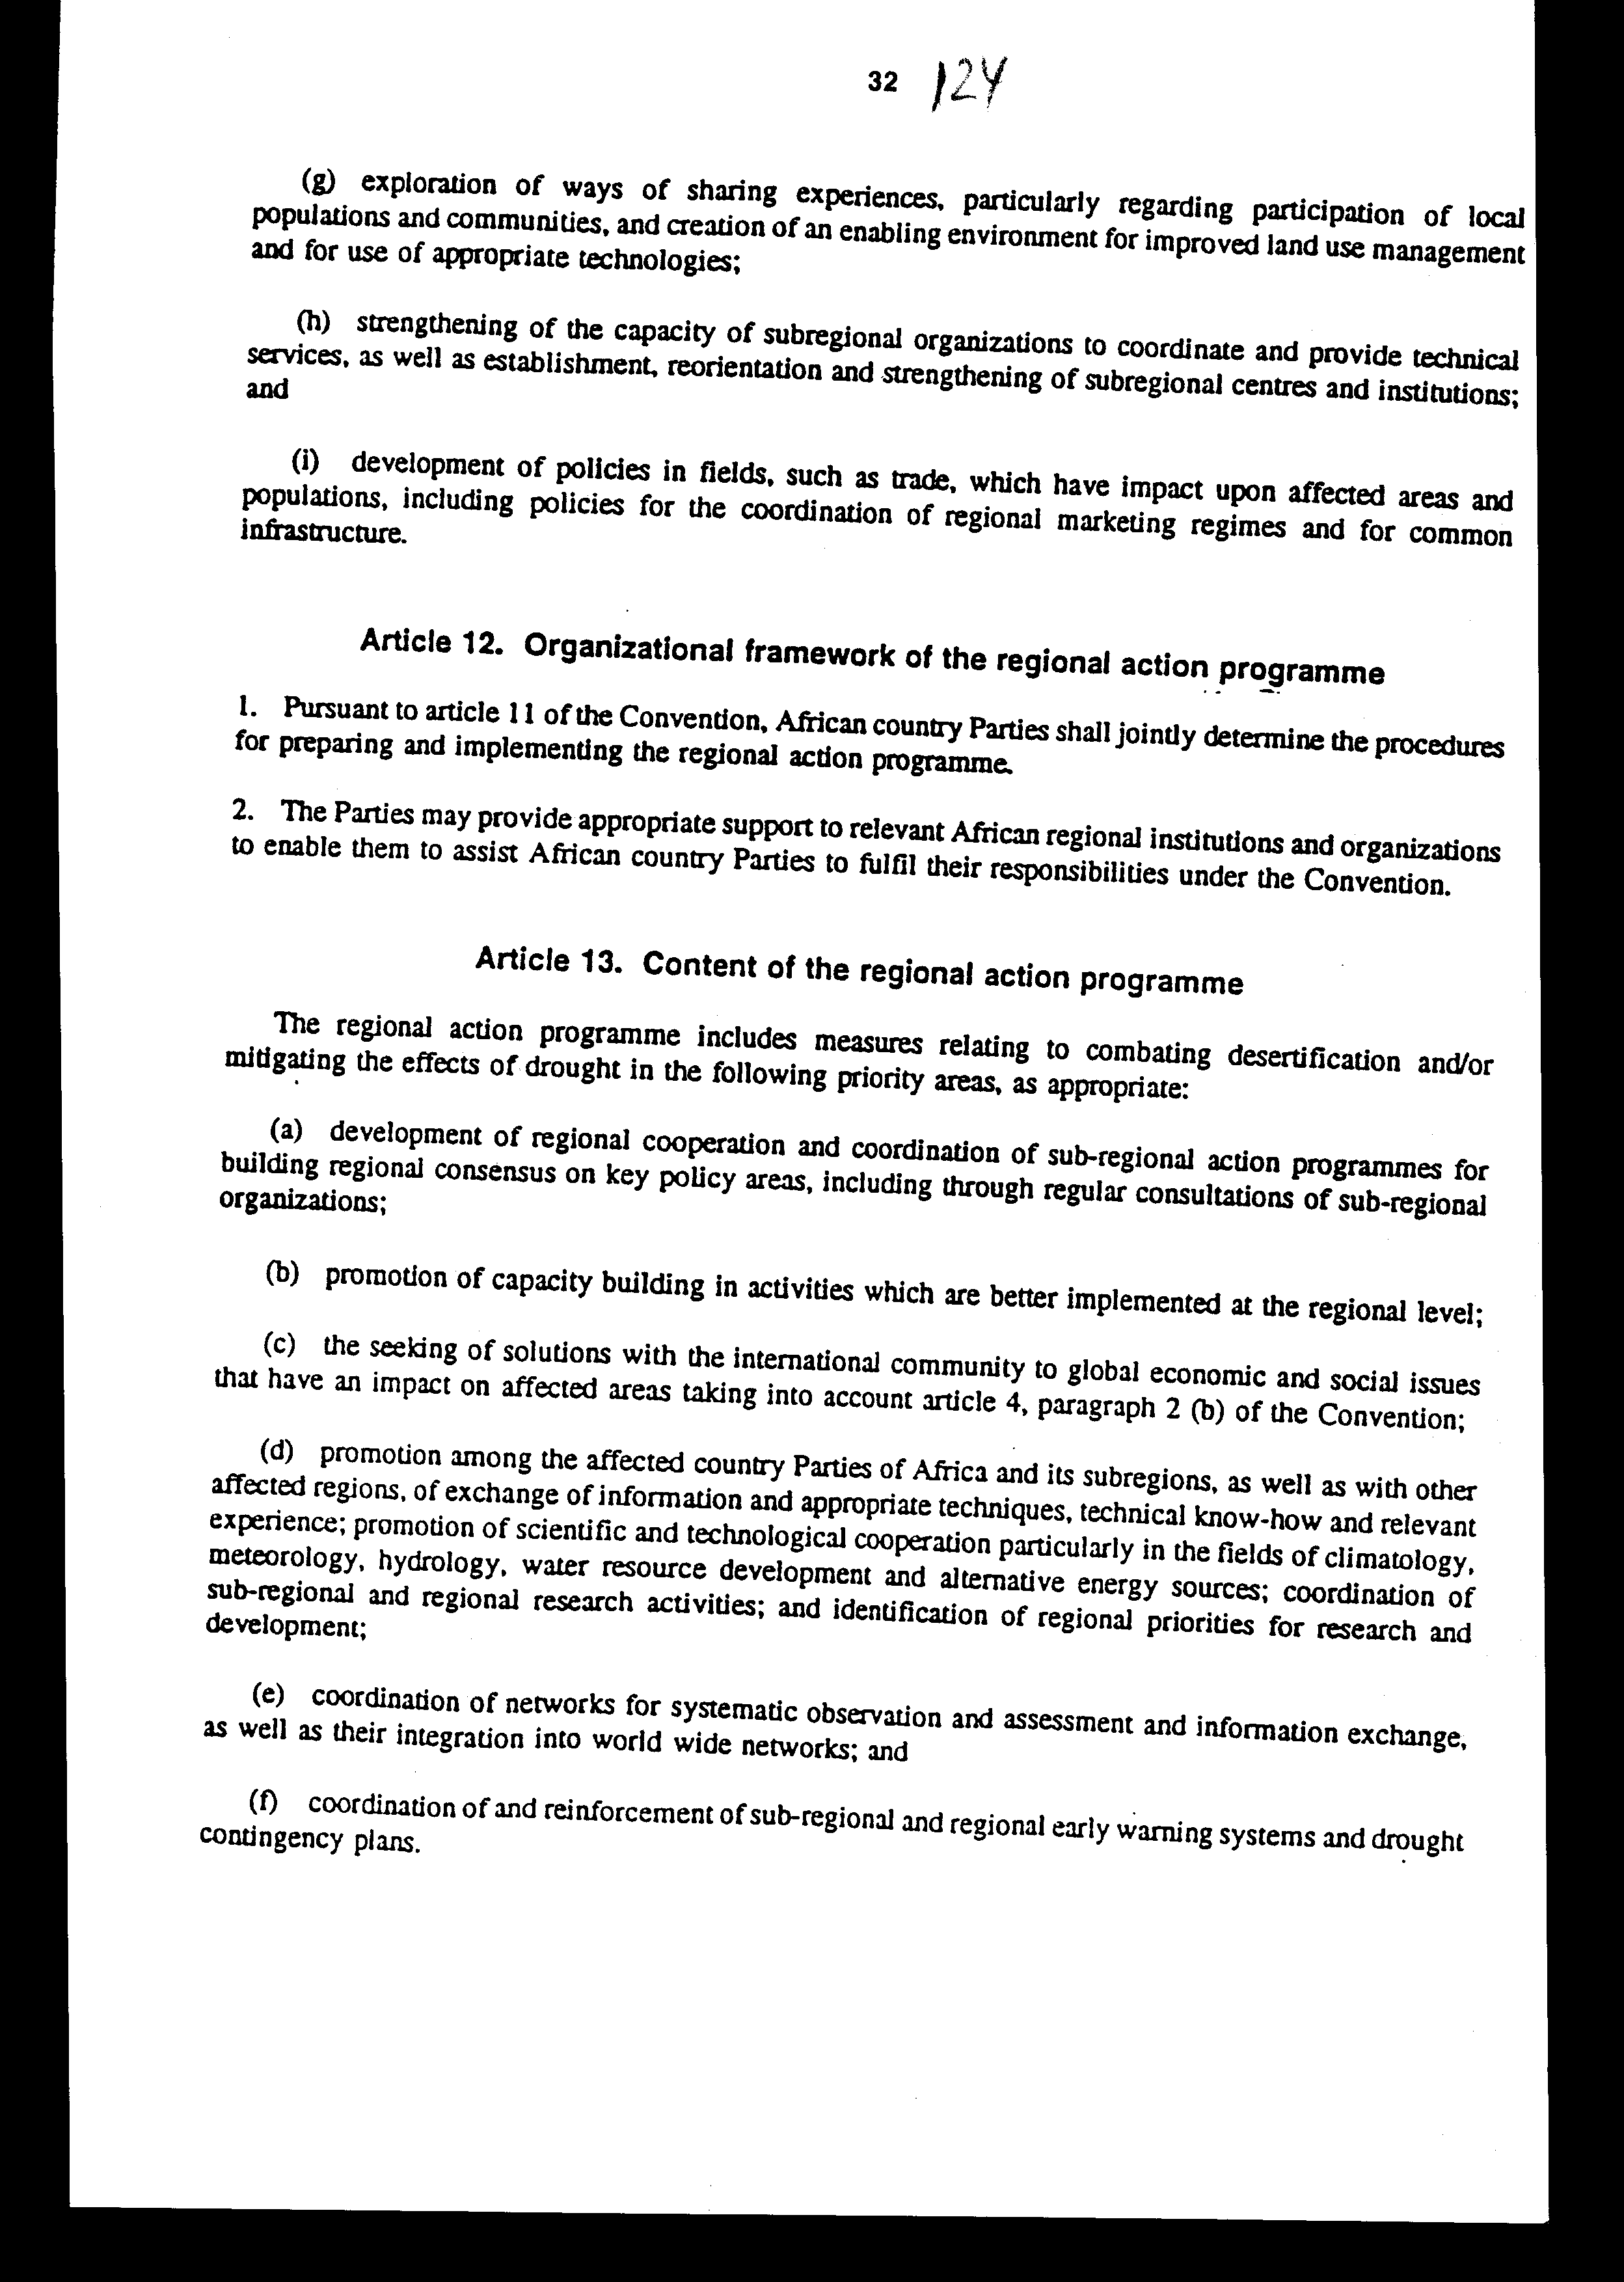 32 124
(g) exploration of ways of sharing experiences, particularly regarding participation of local
populations and communities, and creation of an enabling environment for improved land use management
and for use of appropriate technologies;
(h) strengthening of the capacity of subregional organizations to coordinate and provide technical
services, as well as establishment, reorientation and strengthening of subregional centres and institutions;
and
(i) development of policies in fields, such as trade, which have impact upon affected areas and
populations, including policies for the coordination of regional marketing regimes and for common
infrastructure.
Article 12. Organizational framework of the regional action programme
1. Pursuant to article 11 of the Convention, African country Parties shall jointly determine the procedures
for preparing and implementing the regional action programme.
2. The Parties may provide appropriate support to relevant African regional institutions and organizations
to enable them to assist African country Parties to fulfil their responsibilities under the Convention.
Article 13. Content of the regional action programme
The regional action programme includes measures relating to combating desertification and/or
mitigating the effects of drought in the following priority areas, as appropriate:
(a) development of regional cooperation and coordination of sub-regional action programmes for
building regional consensus on key policy areas, including through regular consultations of sub-regional
organizations;
(b) promotion of capacity building in activities which are better implemented at the regional level;
(c) the seeking of solutions with the international community to global economic and social issues
that have an impact on affected areas taking into account article 4, paragraph 2 (b) of the Convention;
(d) promotion among the affected country Parties of Africa and its subregions, as well as with other
affected regions, of exchange of information and appropriate techniques, technical know-how and relevant
experience; promotion of scientific and technological cooperation particularly in the fields of climatology,
meteorology, hydrology, water resource development and alternative energy sources; coordination of
sub-regional and regional research activities; and identification of regional priorities for research and
development;
(e) coordination of networks for systematic observation and assessment and information exchange,
as well as their integration into world wide networks; and
(f) coordination of and reinforcement of sub-regional and regional early warning systems and drought
contingency plans.